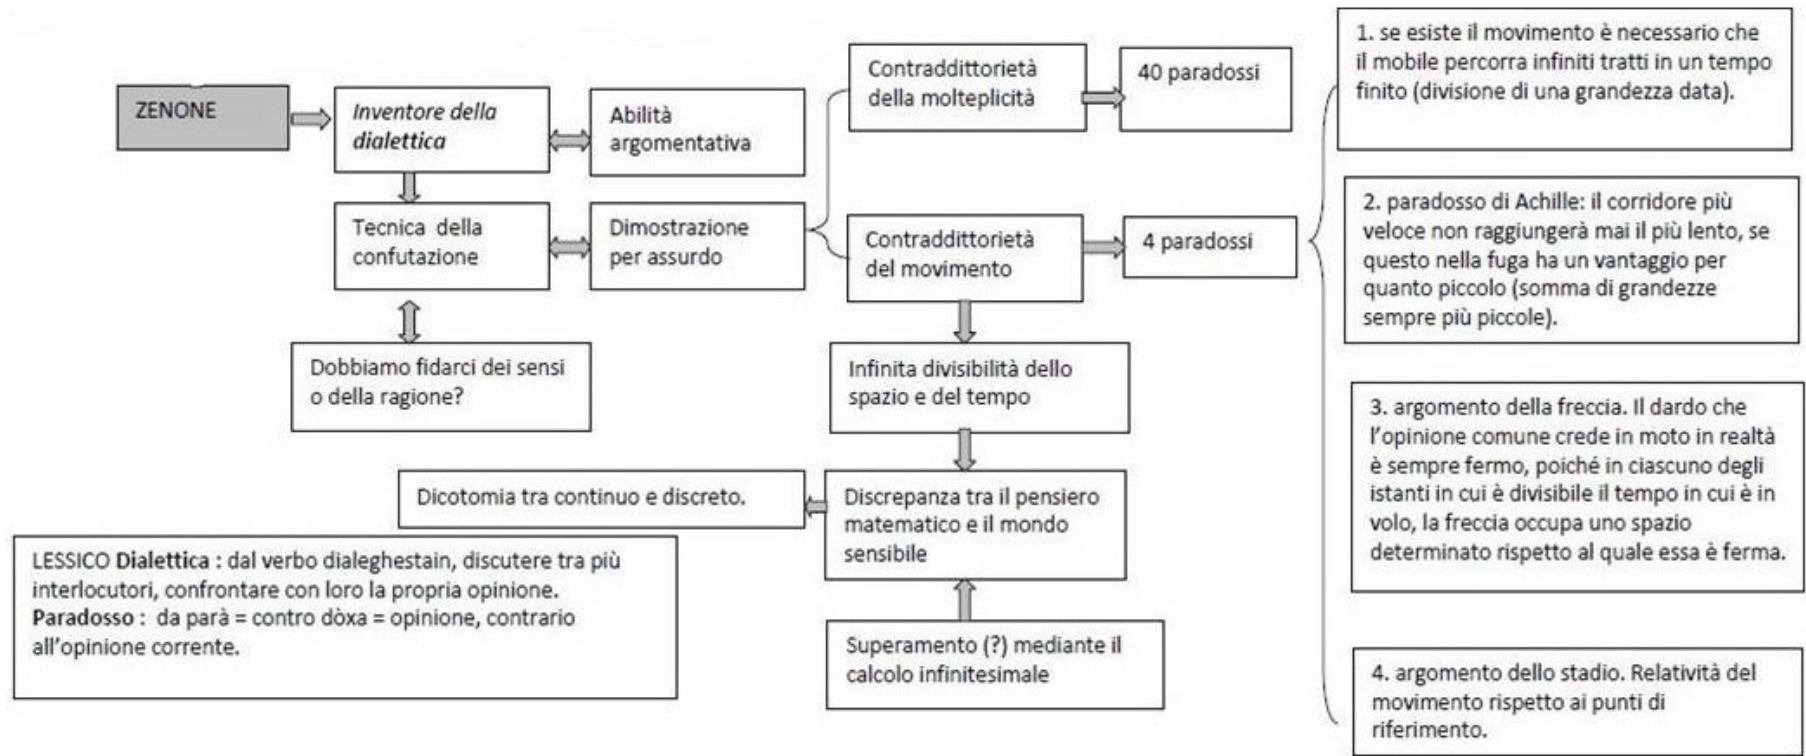 ZENONE
Inventore della
dialettica
Abilità
argomentativa
Contraddittorietà
della molteplicità
40 paradossi
Tecnica della
confutazione
Dimostrazione
per assurdo
Contraddittorietà
del movimento
4 paradossi
Dobbiamo fidarci dei sensi
o della ragione?
Infinita divisibilità dello
spazio e del tempo
Dicotomia tra continuo e discreto.
Discrepanza tra il pensiero
matematico e il mondo
sensibile
Superamento (?) mediante il
calcolo infinitesimale
LESSICO Dialettica : dal verbo dialeghestain, discutere tra più
interlocutori, confrontare con loro la propria opinione.
Paradosso : da parà = contro dòxa = opinione, contrario
all'opinione corrente.
1. se esiste il movimento è necessario che
il mobile percorra infiniti tratti in un tempo
finito (divisione di una grandezza data).
2. paradosso di Achille: il corridore più
veloce non raggiungerà mai il più lento, se
questo nella fuga ha un vantaggio per
quanto piccolo (somma di grandezze
sempre più piccole).
3. argomento della freccia. Il dardo che
l'opinione comune crede in moto in realtà
è sempre fermo, poiché in ciascuno degli
istanti in cui è divisibile il tempo in cui è in
volo, la freccia occupa uno spazio
determinato rispetto al quale essa è ferma.
4. argomento dello stadio. Relatività del
movimento rispetto ai punti di
riferimento.